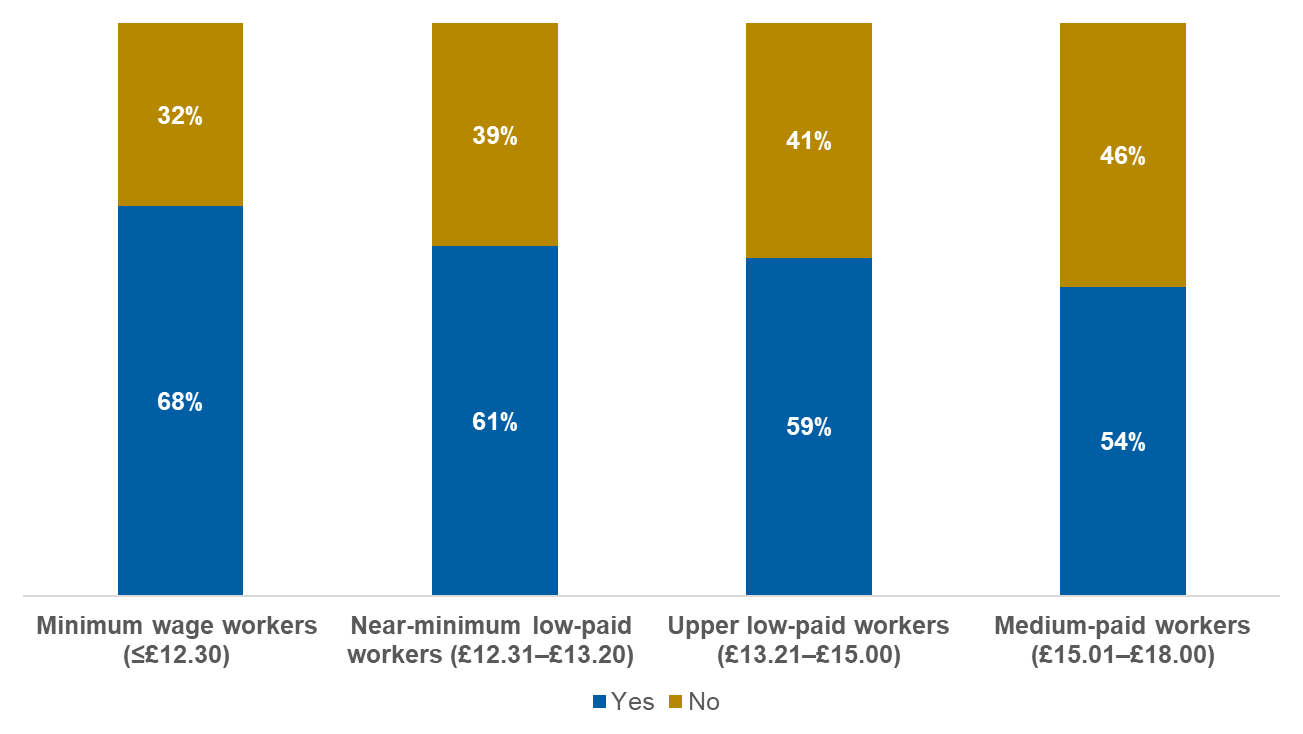 32%
39%
41%
46%
68%
61%
59%
54%
Minimum wage workers
(≤£12.30)
Near-minimum low-paid
workers (£12.31–£13.20)
Upper low-paid workers
(£13.21–£15.00)
Medium-paid workers
(£15.01–£18.00)
Yes
No